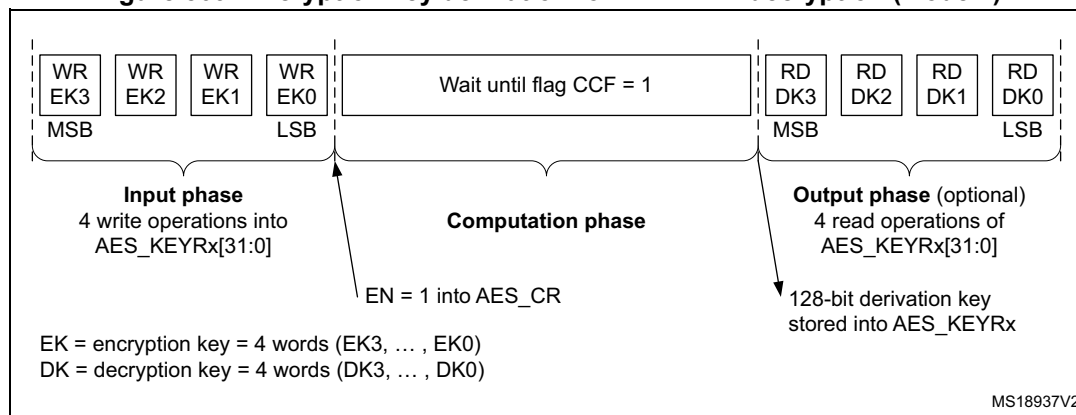 WR EK3
WR EK2
WR EK1
WR EK0
Wait until flag CCF = 1
RD DK3
RD DK2
RD DK1
RD DK0
MSB
LSB
MSB
LSB
Input phase
4 write operations into
AES_KEYRx[31:0]
Computation phase
Output phase (optional)
4 read operations of
AES_KEYRx[31:0]
EN = 1 into AES_CR
128-bit derivation key
stored into AES_KEYRx
EK = encryption key = 4 words (EK3, … , EK0)
DK = decryption key = 4 words (DK3, … , DK0)
MS18937V2